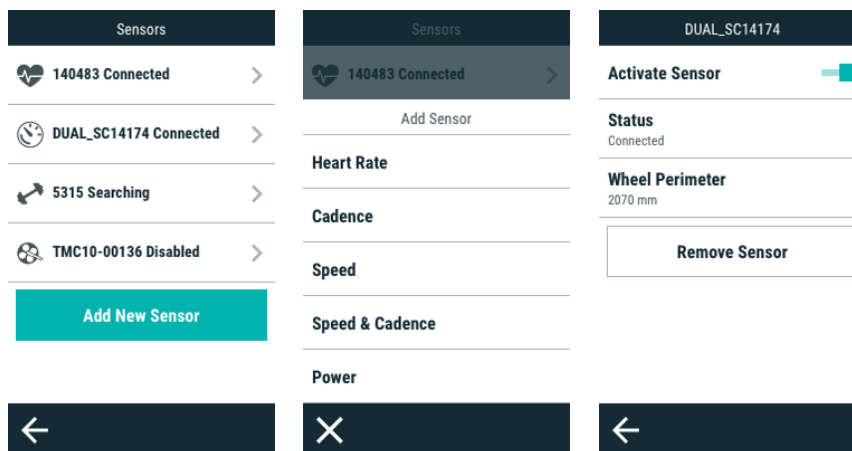 Sensors
140483 Connected
DUAL_SC14174 Connected
5315 Searching
TMC10-00136 Disabled
Add New Sensor
Sensors
140483 Connected
Add Sensor
Heart Rate
Cadence
Speed
Speed & Cadence
Power
DUAL_SC14174
Activate Sensor
Status
Connected
Wheel Perimeter
2070 mm
Remove Sensor